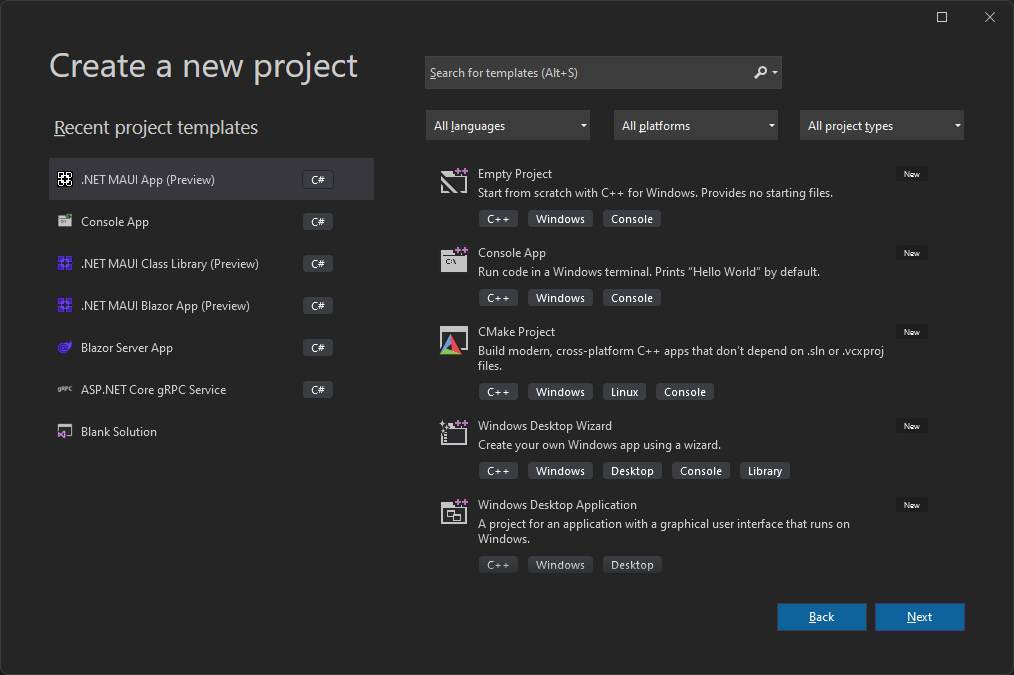 Create a new project
Search for templates (Alt+S)
All languages
All platforms
All project types
Recent project templates
.NET MAUI App (Preview)
C#
Console App
C#
.NET MAUI Class Library (Preview)
C#
.NET MAUI Blazor App (Preview)
C#
Blazor Server App
C#
gRPC
ASP.NET Core gRPC Service
C#
Blank Solution
Empty Project
New
Start from scratch with C++ for Windows. Provides no starting files.
C++ Windows Console
C:\
Console App
New
Run code in a Windows terminal. Prints “Hello World” by default.
C++ Windows Console
CMake Project
New
Build modern, cross-platform C++ apps that don’t depend on .sln or .vcxproj
files.
C++ Windows Linux Console
Windows Desktop Wizard
New
Create your own Windows app using a wizard.
C++ Windows Desktop Console Library
Windows Desktop Application
New
A project for an application with a graphical user interface that runs on
Windows.
C++ Windows Desktop
Back
Next